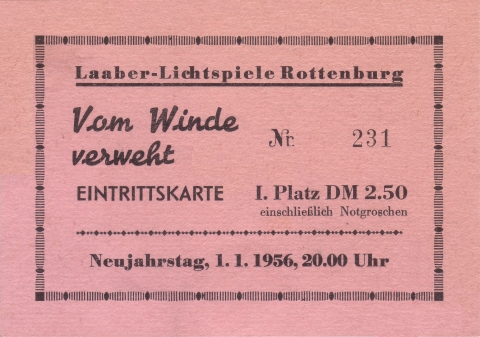 Laaber-Lichtspiele Rottenburg
Vom Winde
verweht
Nr. 231
EINTRITTSKARTE
I. Platz DM 2.50
einschließlich Notgroschen
Neujahrstag, 1. 1. 1956, 20.00 Uhr